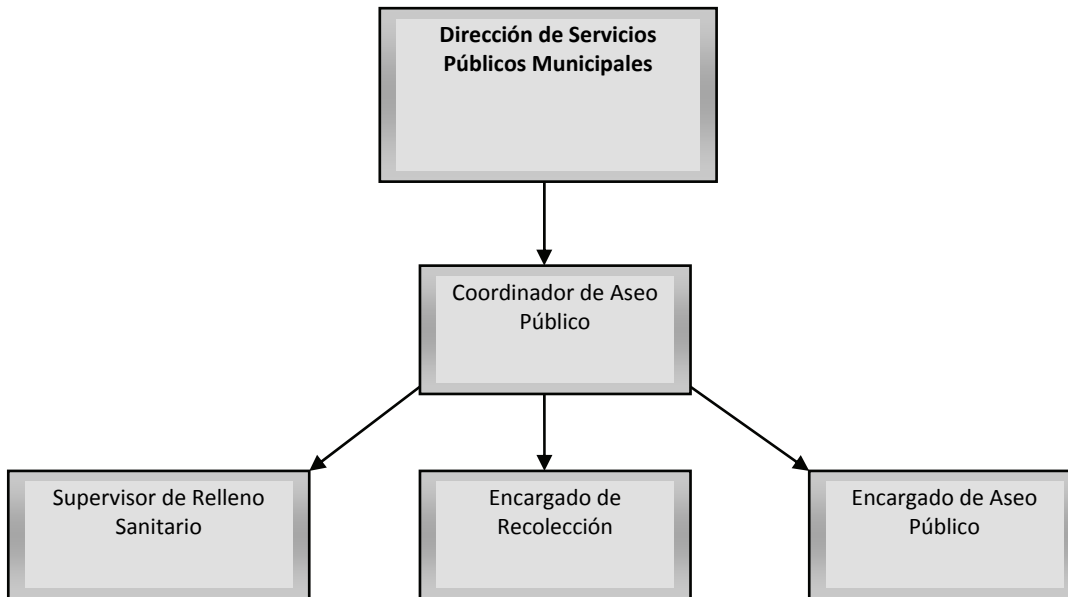 Dirección de Servicios
Públicos Municipales
Coordinador de Aseo
Público
Supervisor de Relleno
Sanitario
Encargado de
Recolección
Encargado de Aseo
Público